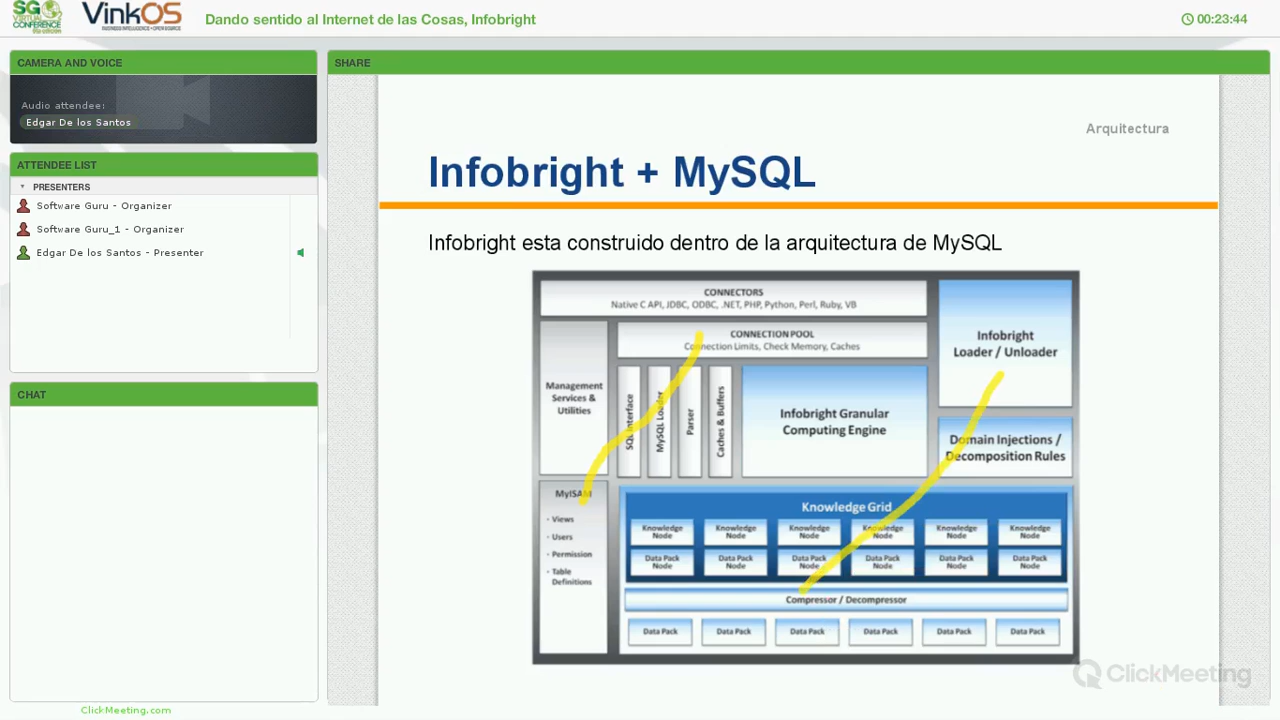 SG
VIRTUAL
CONFERENCE
VinkOS
Dando sentido al Internet de las Cosas, Infobright
00:23:44
CAMERA AND VOICE
Audio attendee:
Edgar De los Santos
ATTENDEE LIST
PRESENTERS
Software Guru - Organizer
Software Guru_1 - Organizer
Edgar De los Santos - Presenter
CHAT
ClickMeeting.com
SHARE
Arquitectura
Infobright + MySQL
Infobright esta construido dentro de la arquitectura de MySQL
CONNECTORS
Native C API, JDBC, ODBC, .NET, PHP, Python, Perl, Ruby, VB
CONNECTION POOL
Connection Limits, Check Memory, Caches
Management
Services &
Utilities
SQL Interface
MySQL Loader
Parser
Caches & Buffers
Infobright Granular
Computing Engine
Infobright
Loader / Unloader
Domain Injections /
Decomposition Rules
MyISAM
- Views
- Users
- Permission
- Table
Definitions
Knowledge Grid
Knowledge Node
Knowledge Node
Knowledge Node
Knowledge Node
Knowledge Node
Knowledge Node
Data Pack Node
Data Pack Node
Data Pack Node
Data Pack Node
Data Pack Node
Data Pack Node
Compressor / Decompressor
Data Pack
Data Pack
Data Pack
Data Pack
Data Pack
Data Pack
ClickMeeting